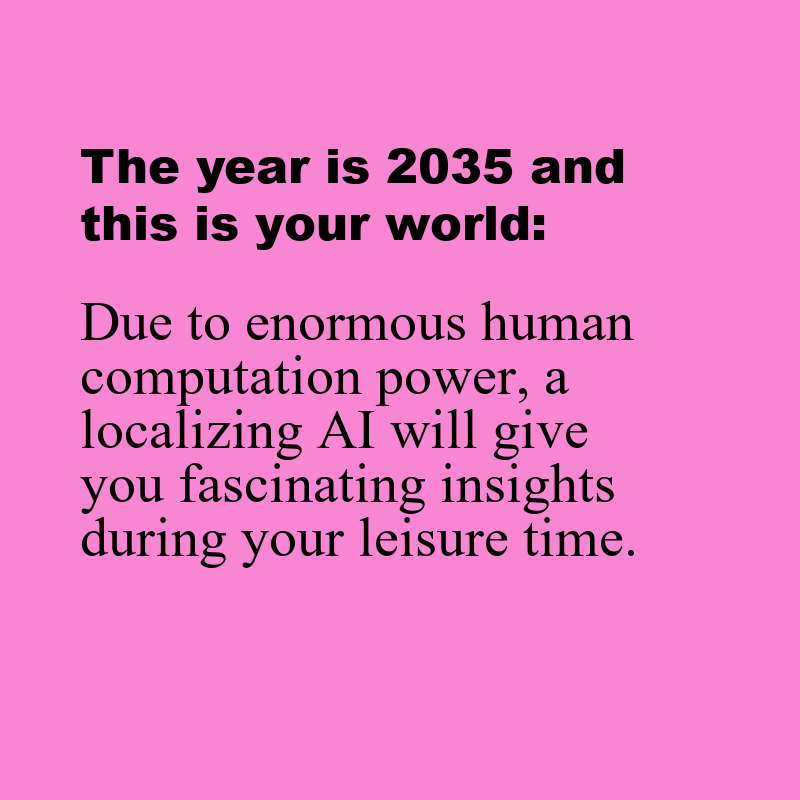 The year is 2035 and
this is your world:
Due to enormous human
computation power, a
localizing AI will give
you fascinating insights
during your leisure time.